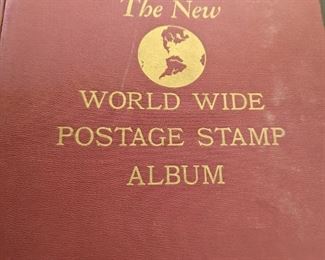 The New
WORLD WIDE
POSTAGE STAMP
ALBUM